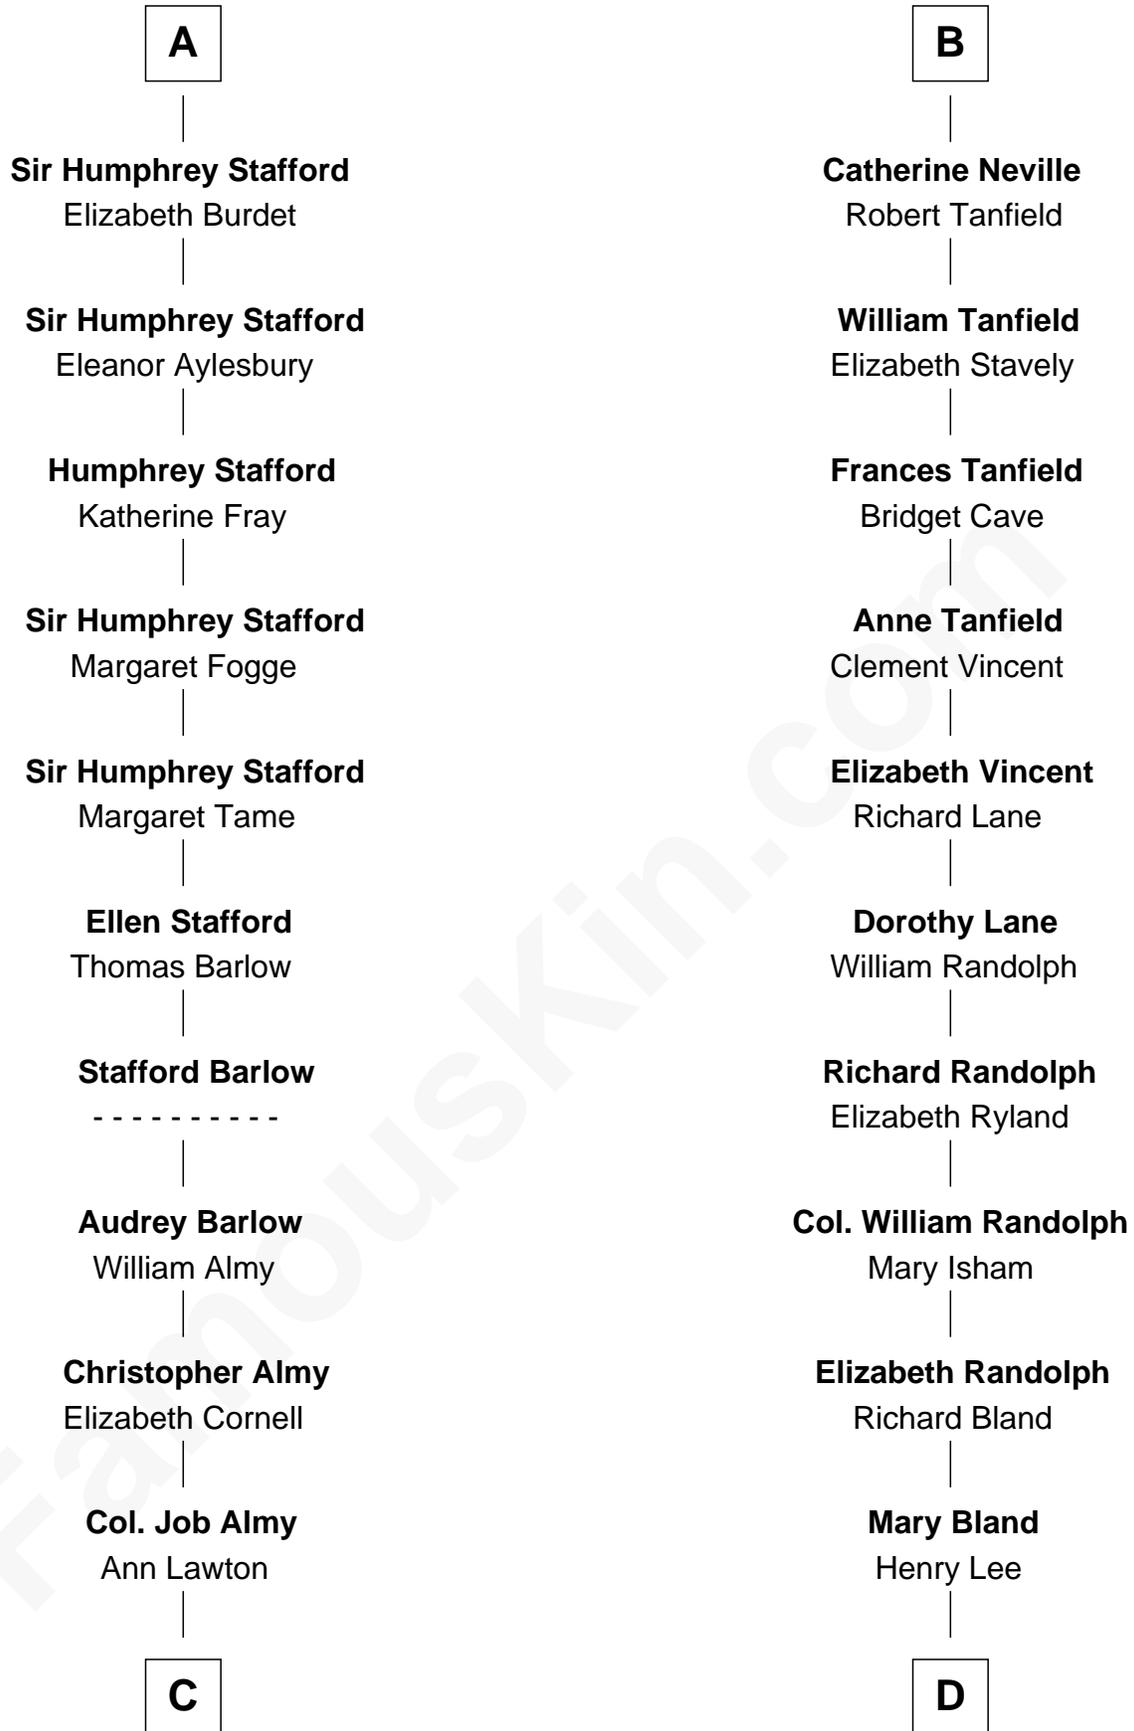 A
Sir Humphrey Stafford
Elizabeth Burdet
Sir Humphrey Stafford
Eleanor Aylesbury
Humphrey Stafford
Katherine Fray
Sir Humphrey Stafford
Margaret Fogge
Sir Humphrey Stafford
Margaret Tame
Ellen Stafford
Thomas Barlow
Stafford Barlow
- - - - - - - - - -
Audrey Barlow
William Almy
Christopher Almy
Elizabeth Cornell
Col. Job Almy
Ann Lawton
C
B
Catherine Neville
Robert Tanfield
William Tanfield
Elizabeth Stavely
Frances Tanfield
Bridget Cave
Anne Tanfield
Clement Vincent
Elizabeth Vincent
Richard Lane
Dorothy Lane
William Randolph
Richard Randolph
Elizabeth Ryland
Col. William Randolph
Mary Isham
Elizabeth Randolph
Richard Bland
Mary Bland
Henry Lee
D
FamousKin.com